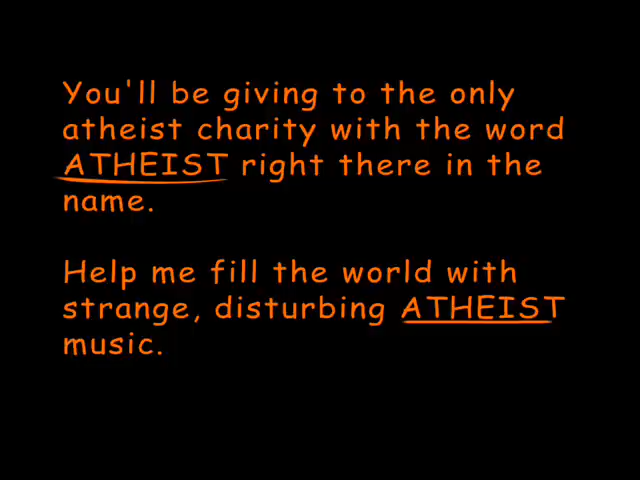 You'll be giving to the only
atheist charity with the word
ATHEIST right there in the
name.
Help me fill the world with
strange, disturbing ATHEIST
music.